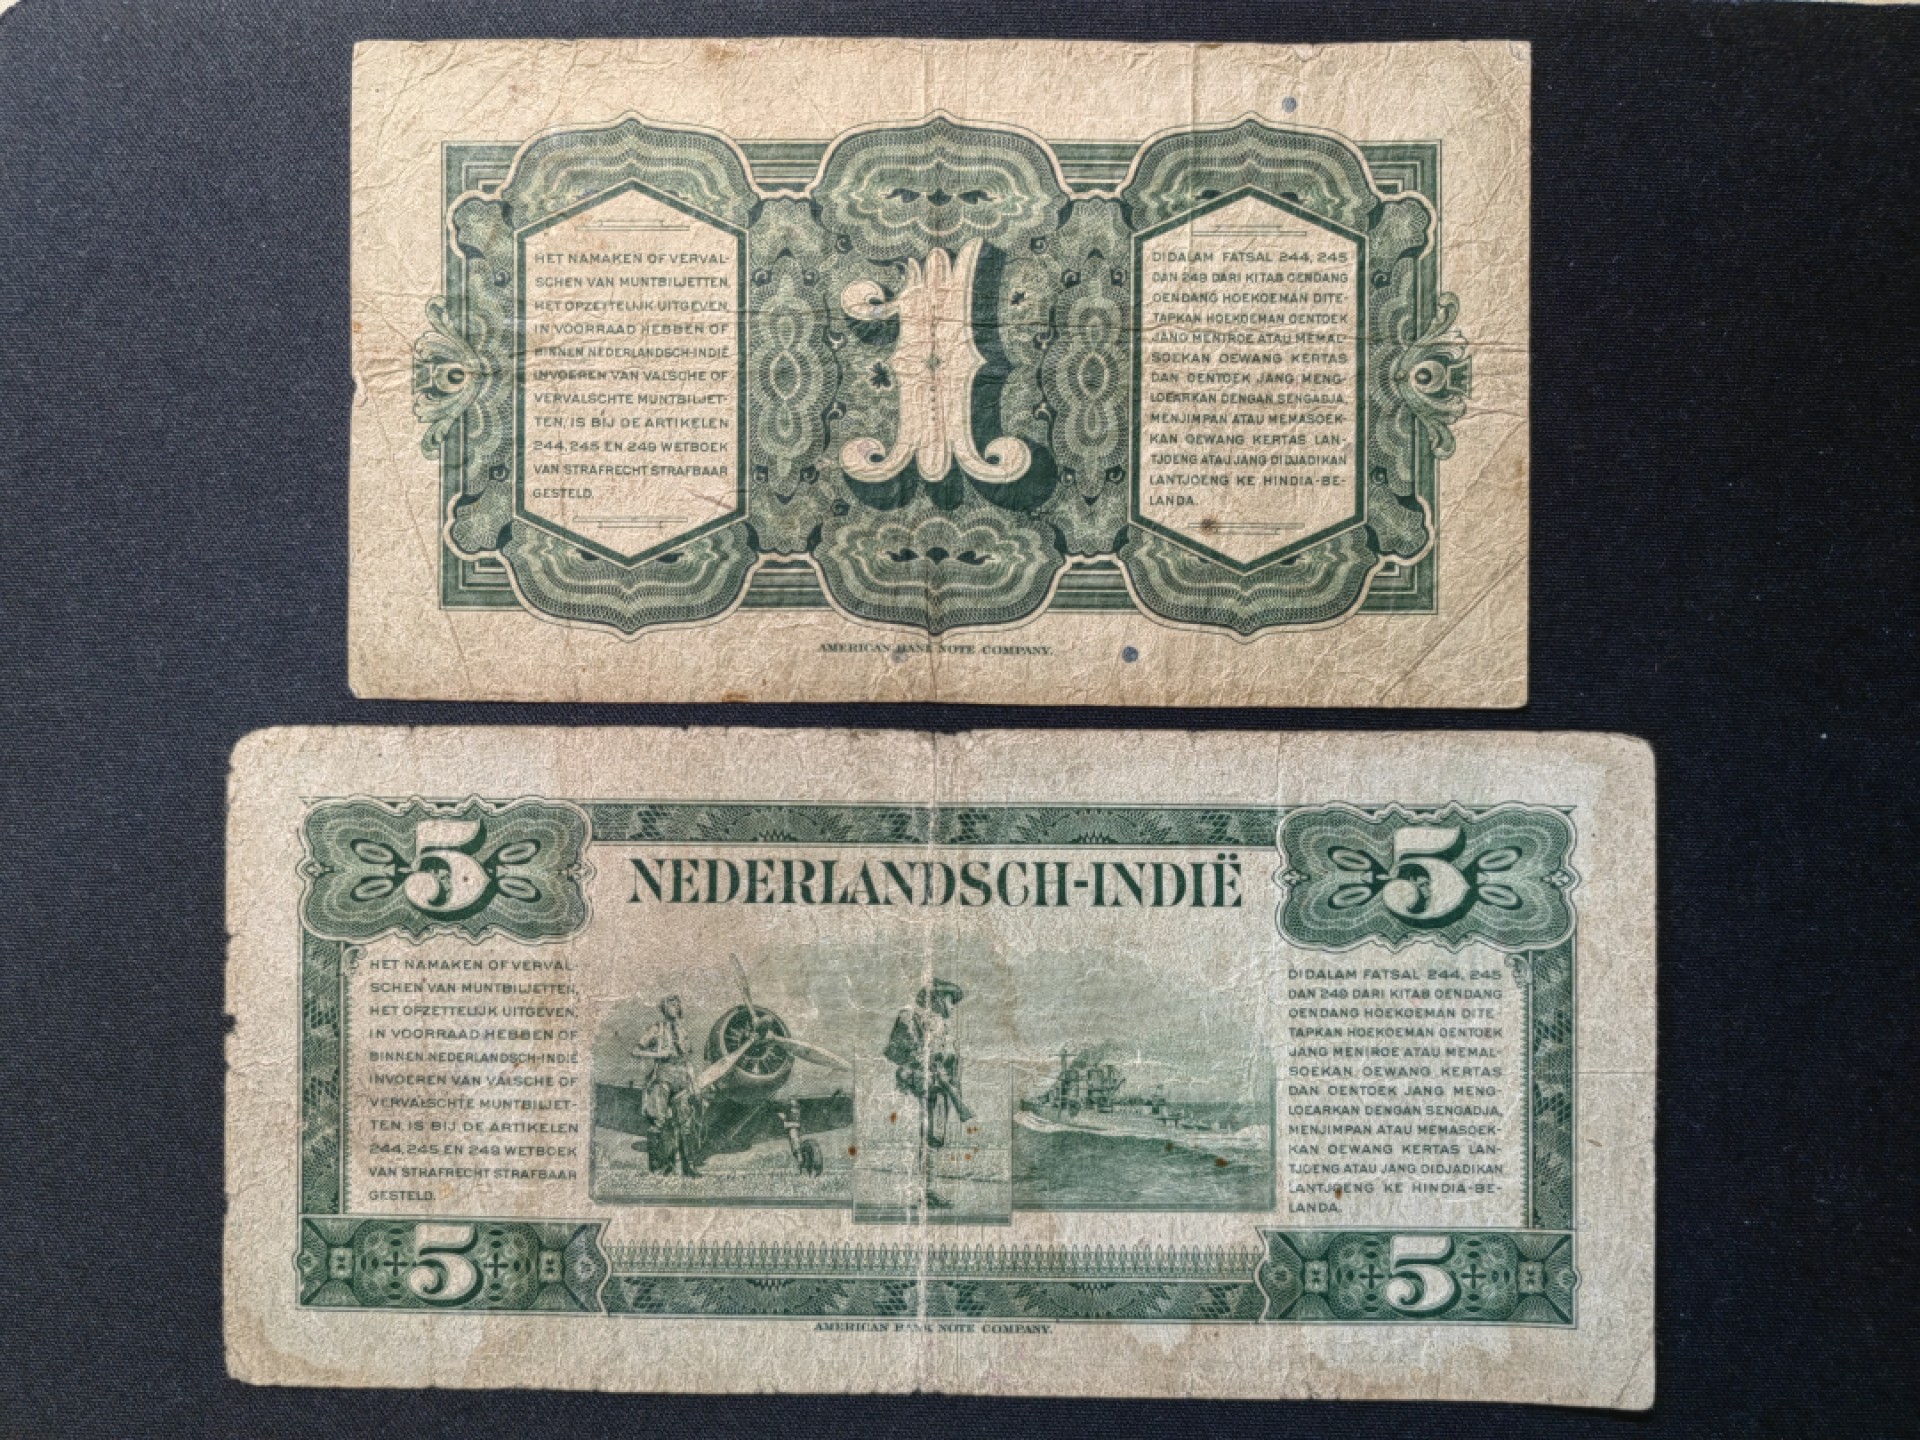 HET NAMAKEN OF VERVAL-
SCHEN VAN MUNTBILJETTEN,
HET OPZETTELIJK UITGEVEN,
IN VOORRAAD HEBBEN OF
BINNEN NEDERLANDSCH-INDIË
INVOEREN VAN VALSCHE OF
VERVALSCHTE MUNTBILJET-
TEN, IS BIJ DE ARTIKELEN
244, 245 EN 249 WETBOEK
VAN STRAFRECHT STRAFBAAR
GESTELD.
1
DIDALAM FATSAL 244, 245
DAN 249 DARI KITAB OENDANG
OENDANG HOEKOEMAN DITE-
TAPKAN HOEKOEMAN OENTOEK
JANG MENIROE ATAU MEMAL-
SOEKAN OEWANG KERTAS
DAN OENTOEK JANG MENG-
LOEARKAN DENGAN SENGADJA,
MENJIMPAN ATAU MEMASOEK-
KAN OEWANG KERTAS LAN-
TJOENG ATAU JANG DIDJADIKAN
LANTJOENG KE HINDIA-BE-
LANDA.
AMERICAN BANK NOTE COMPANY.
5
NEDERLANDSCH-INDIË
5
HET NAMAKEN OF VERVAL-
SCHEN VAN MUNTBILJETTEN,
HET OPZETTELIJK UITGEVEN,
IN VOORRAAD HEBBEN OF
BINNEN NEDERLANDSCH-INDIË
INVOEREN VAN VALSCHE OF
VERVALSCHTE MUNTBILJET-
TEN, IS BIJ DE ARTIKELEN
244, 245 EN 249 WETBOEK
VAN STRAFRECHT STRAFBAAR
GESTELD.
DIDALAM FATSAL 244, 245
DAN 249 DARI KITAB OENDANG
OENDANG HOEKOEMAN DITE-
TAPKAN HOEKOEMAN OENTOEK
JANG MENIROE ATAU MEMAL-
SOEKAN OEWANG KERTAS
DAN OENTOEK JANG MENG-
LOEARKAN DENGAN SENGADJA,
MENJIMPAN ATAU MEMASOEK-
KAN OEWANG KERTAS LAN-
TJOENG ATAU JANG DIDJADIKAN
LANTJOENG KE HINDIA-BE-
LANDA.
5
5
AMERICAN BANK NOTE COMPANY.